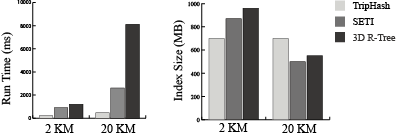 Run Time (ms)
10000
8000
6000
4000
2000
0
2 KM
20 KM
Index Size (MB)
1000
800
600
400
200
0
2 KM
20 KM
TripHash
SETI
3D R-Tree